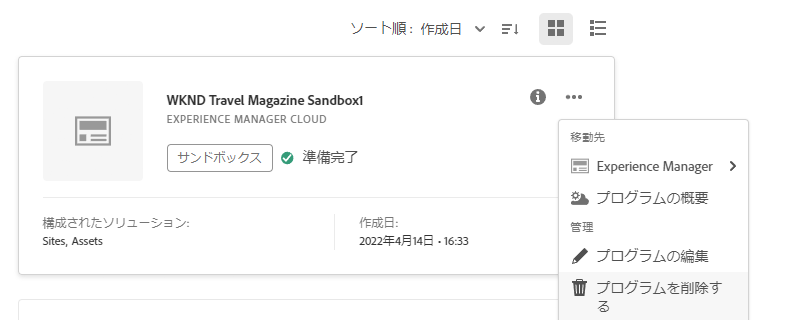 ソート順: 作成日
WKND Travel Magazine Sandbox1
EXPERIENCE MANAGER CLOUD
サンドボックス 準備完了
構成されたソリューション:
Sites, Assets
作成日:
2022年4月14日 • 16:33
移動先
Experience Manager
プログラムの概要
管理
プログラムの編集
プログラムを削除す
る